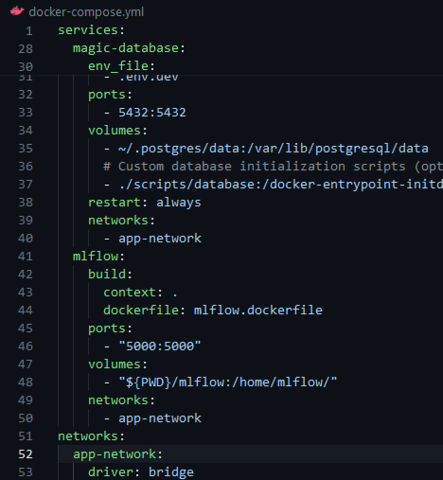 docker-compose.yml
1 services:
28 magic-database:
30 env_file:
31 - .env.dev
32 ports:
33 - 5432:5432
34 volumes:
35 - ~/.postgres/data:/var/lib/postgresql/data
36 # Custom database initialization scripts (opt
37 - ./scripts/database:/docker-entrypoint-initd
38 restart: always
39 networks:
40 - app-network
41 mlflow:
42 build:
43 context: .
44 dockerfile: mlflow.dockerfile
45 ports:
46 - "5000:5000"
47 volumes:
48 - "${PWD}/mlflow:/home/mlflow/"
49 networks:
50 - app-network
51 networks:
52 app-network:
53 driver: bridge